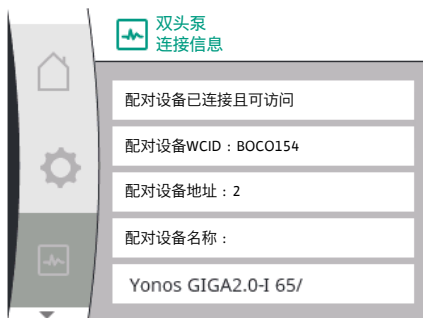 双头泵
连接信息
配对设备已连接且可访问
配对设备WCID：BOCO154
配对设备地址：2
配对设备名称：
Yonos GIGA2.0-I 65/